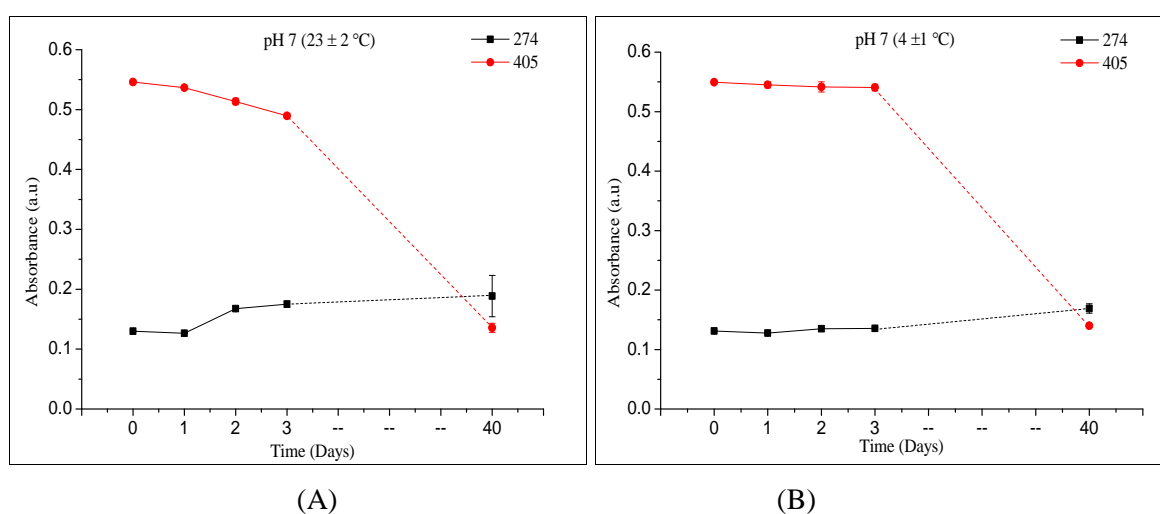 pH 7 (23 ± 2 °C)
274
405
0.6
0.5
0.4
0.3
0.2
0.1
0.0
Absorbance (a.u)
0 1 2 3 -- -- -- 40
Time (Days)
(A)
pH 7 (4 ±1 °C)
274
405
0.6
0.5
0.4
0.3
0.2
0.1
0.0
Absorbance (a.u)
0 1 2 3 -- -- -- 40
Time (Days)
(B)